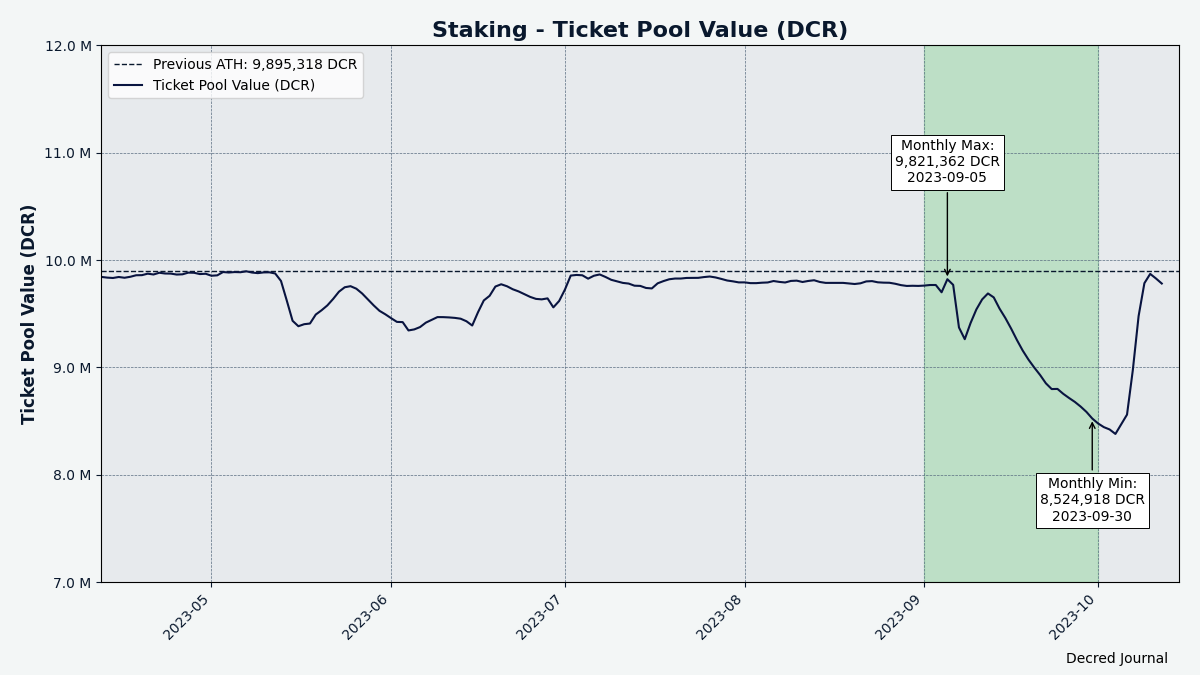 Staking - Ticket Pool Value (DCR)
Previous ATH: 9,895,318 DCR
Ticket Pool Value (DCR)
Ticket Pool Value (DCR)
12.0 M
11.0 M
10.0 M
9.0 M
8.0 M
7.0 M
Monthly Max:
9,821,362 DCR
2023-09-05
Monthly Min:
8,524,918 DCR
2023-09-30
2023-05
2023-06
2023-07
2023-08
2023-09
2023-10
Decred Journal